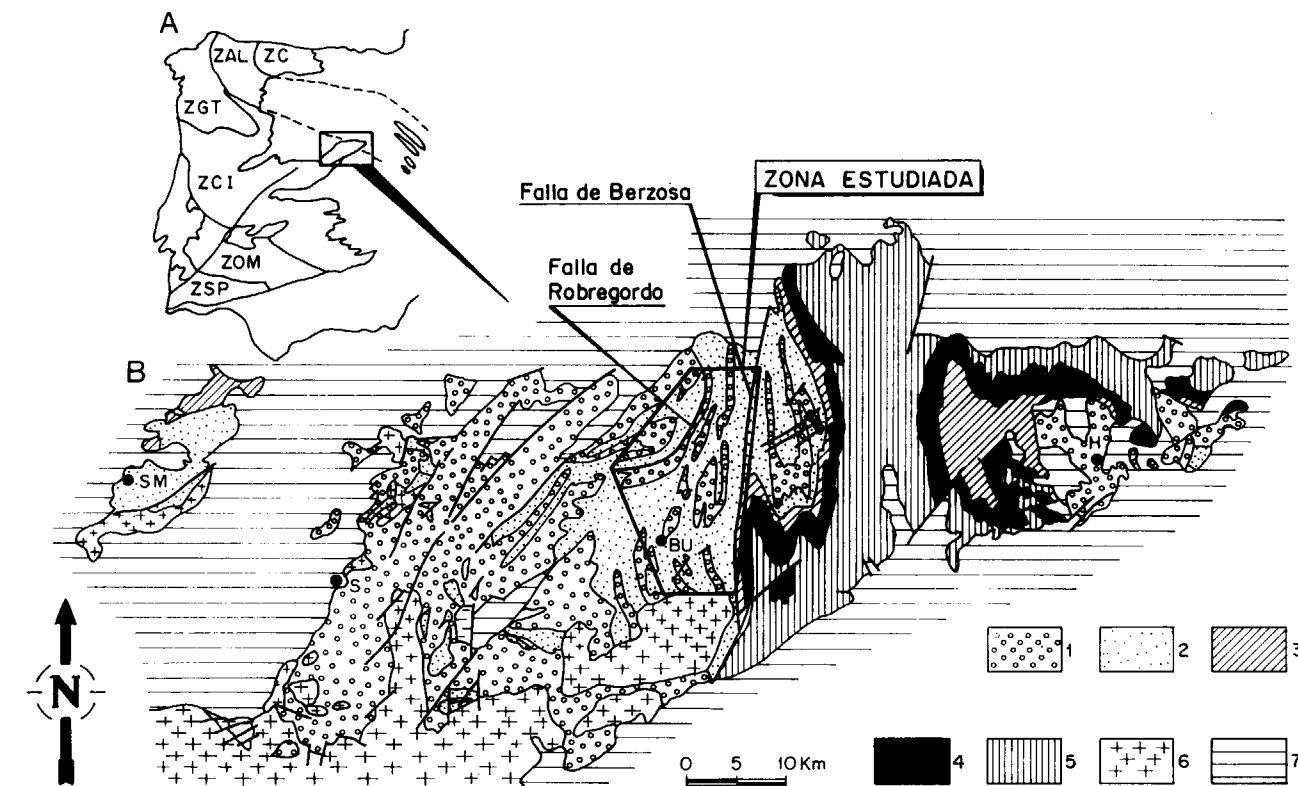 A
ZAL
ZC
ZGT
ZCI
ZOM
ZSP
Falla de Berzosa
ZONA ESTUDIADA
Falla de
Robregordo
B
SM
H
BU
S
N
1
2
3
0 5 10 Km
4
5
6
7